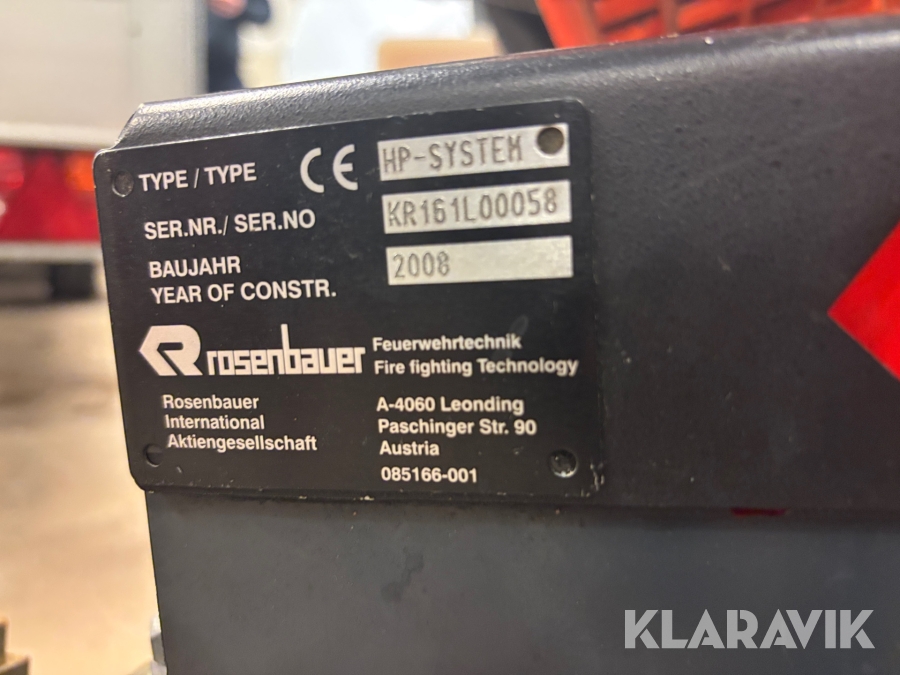 TYPE / TYPE CE HP-SYSTEM
SER.NR./ SER.NO KR161L00058
BAUJAHR 2008
YEAR OF CONSTR.
R rosenbauer Feuerwehrtechnik
Fire fighting Technology
Rosenbauer A-4060 Leonding
International Paschinger Str. 90
Aktiengesellschaft Austria
085166-001
KLARAVIK